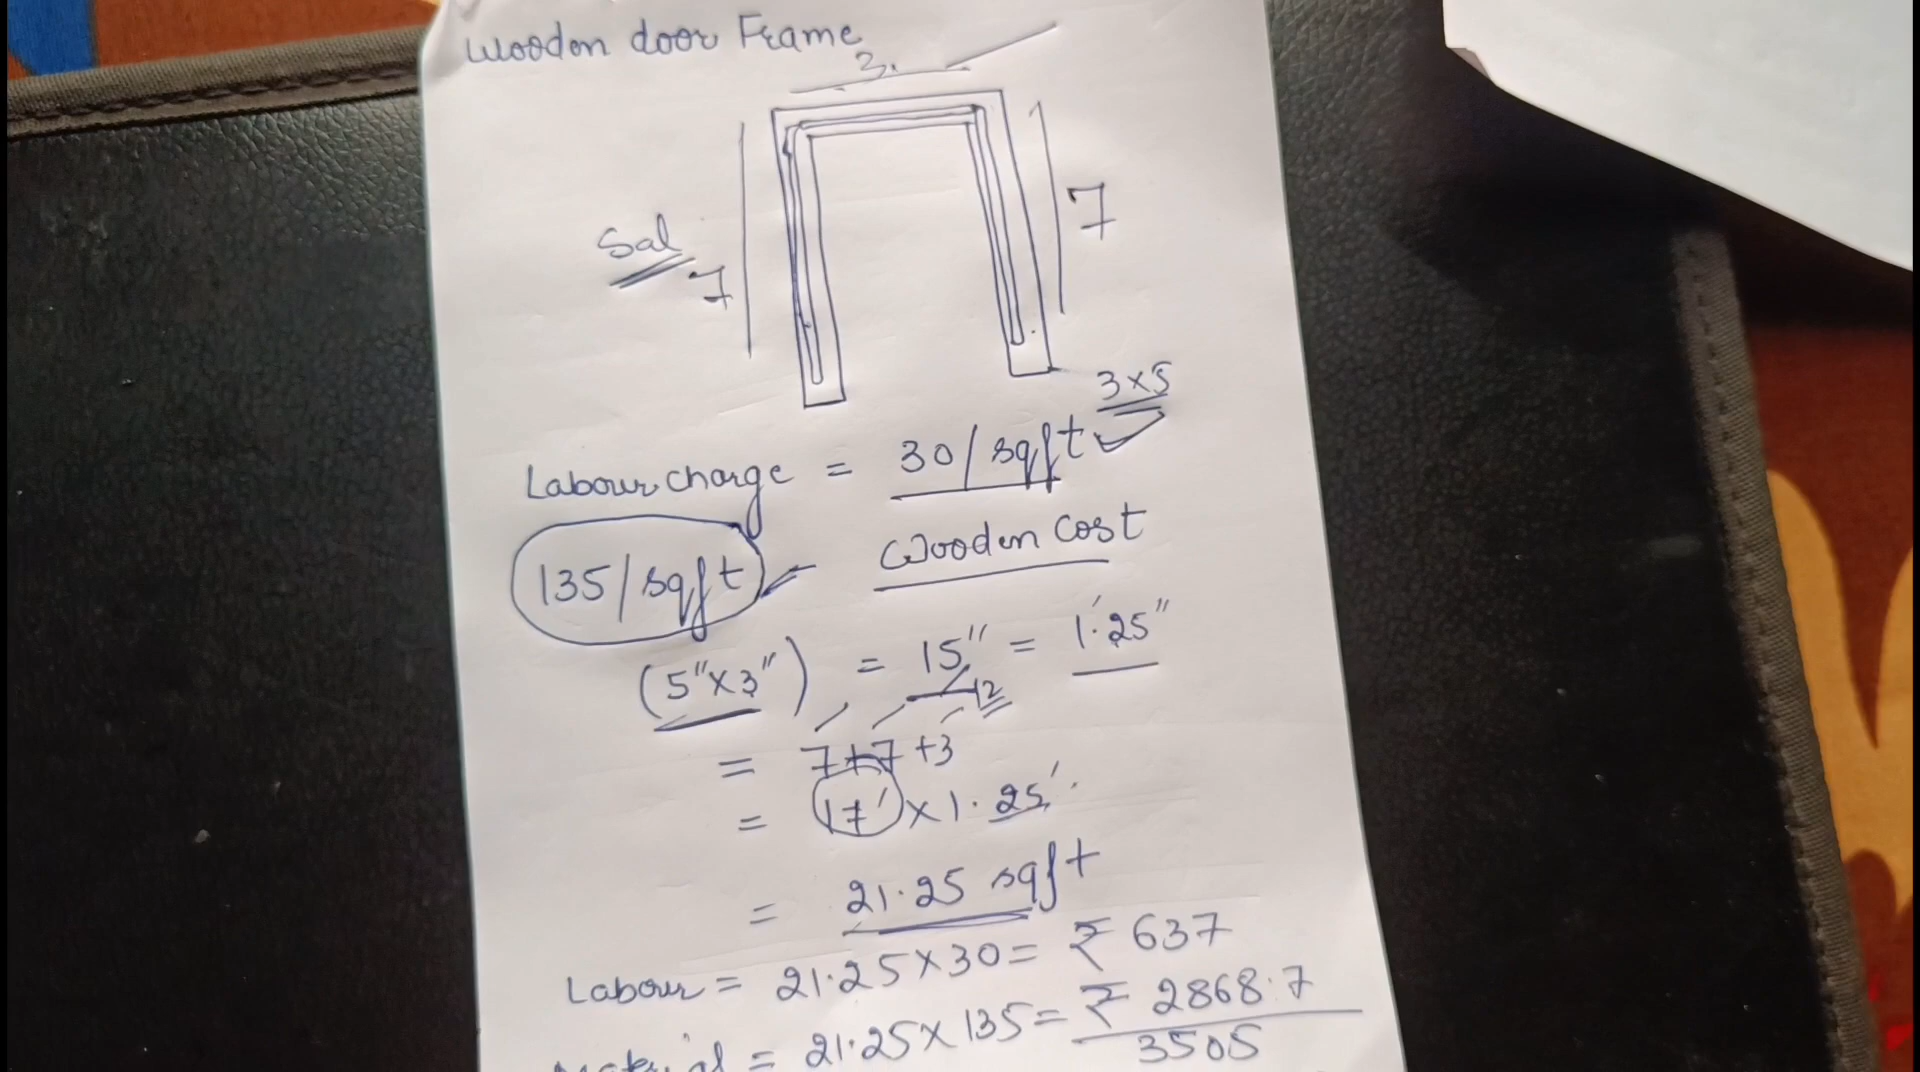 Wooden door Frame
3.
Sal
7
7
3×5
Labour charge = 30/sqft
135/sqft
Wooden Cost
(5"×3") = 15"/12 = 1'.25"
= 7+7+3
= 17' × 1.25'
= 21.25 sqft
Labour = 21.25×30= ₹ 637
Material = 21.25×135= ₹ 2868.7
3505